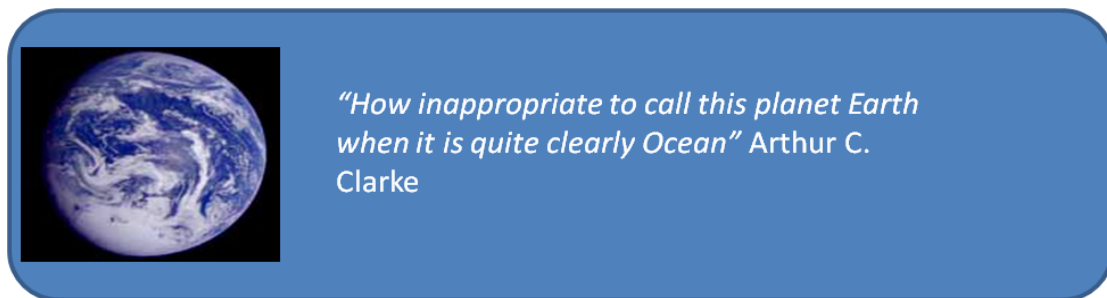 “How inappropriate to call this planet Earth
when it is quite clearly Ocean” Arthur C.
Clarke